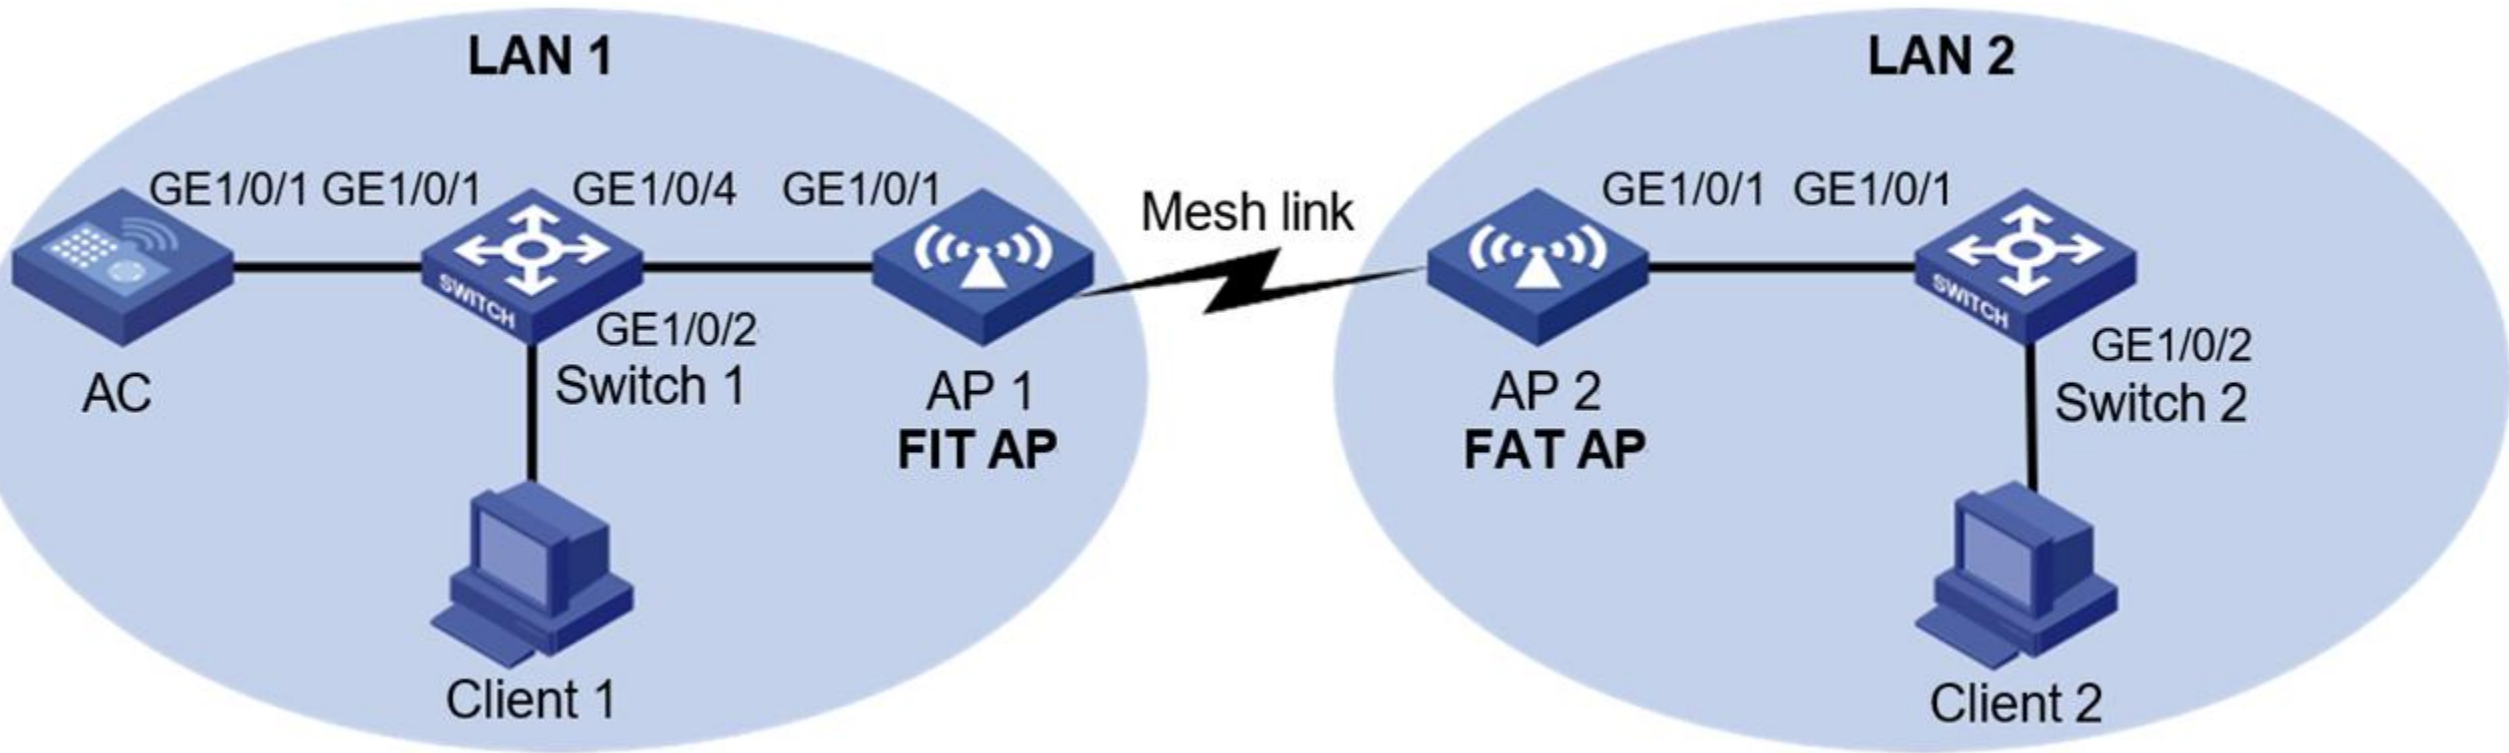 LAN 1
GE1/0/1 GE1/0/1 GE1/0/4 GE1/0/1
SWITCH
GE1/0/2
AC
Switch 1
AP 1
FIT AP
Client 1
Mesh link
LAN 2
GE1/0/1 GE1/0/1
SWITCH
GE1/0/2
AP 2
FAT AP
Switch 2
Client 2